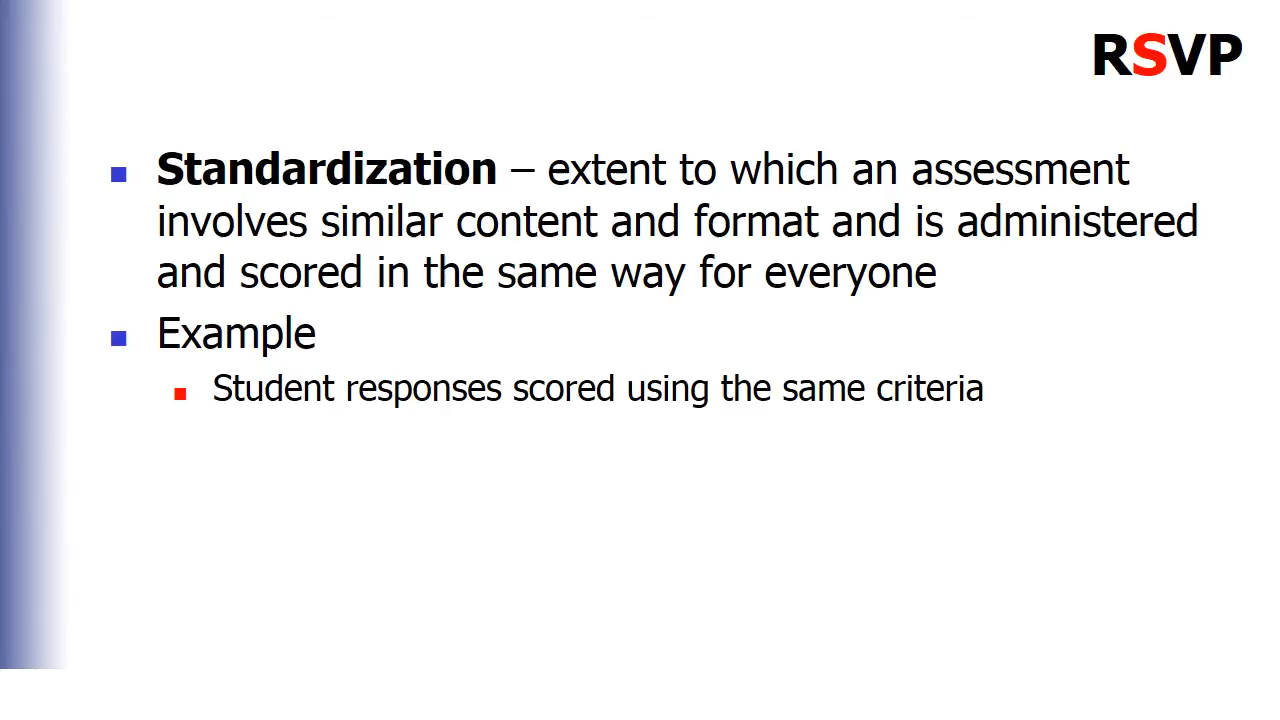 RSVP
Standardization – extent to which an assessment
involves similar content and format and is administered
and scored in the same way for everyone
Example
Student responses scored using the same criteria